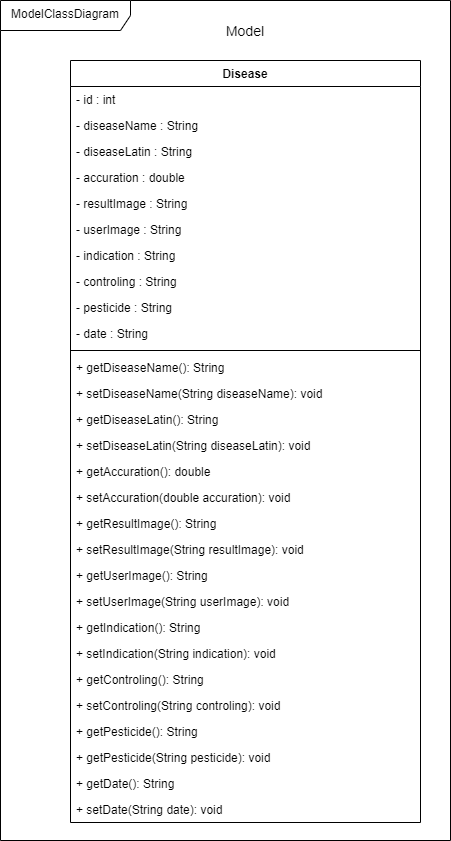 ModelClassDiagram
Model
Disease
- id : int
- diseaseName : String
- diseaseLatin : String
- accuration : double
- resultImage : String
- userImage : String
- indication : String
- controling : String
- pesticide : String
- date : String
+ getDiseaseName(): String
+ setDiseaseName(String diseaseName): void
+ getDiseaseLatin(): String
+ setDiseaseLatin(String diseaseLatin): void
+ getAccuration(): double
+ setAccuration(double accuration): void
+ getResultImage(): String
+ setResultImage(String resultImage): void
+ getUserImage(): String
+ setUserImage(String userImage): void
+ getIndication(): String
+ setIndication(String indication): void
+ getControling(): String
+ setControling(String controling): void
+ getPesticide(): String
+ getPesticide(String pesticide): void
+ getDate(): String
+ setDate(String date): void